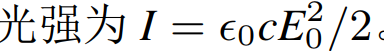 光强为 $I = \epsilon_0 c E_0^2 / 2$。